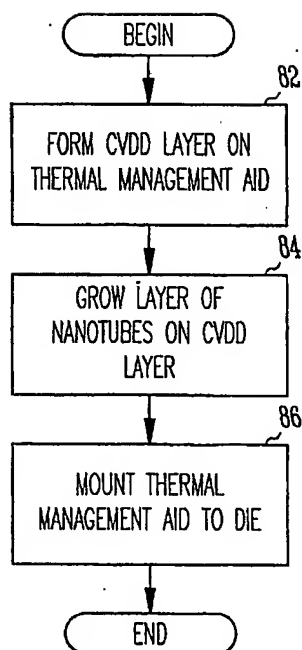 BEGIN
82
FORM CVDD LAYER ON
THERMAL MANAGEMENT AID
84
GROW LAYER OF
NANOTUBES ON CVDD
LAYER
86
MOUNT THERMAL
MANAGEMENT AID TO DIE
END